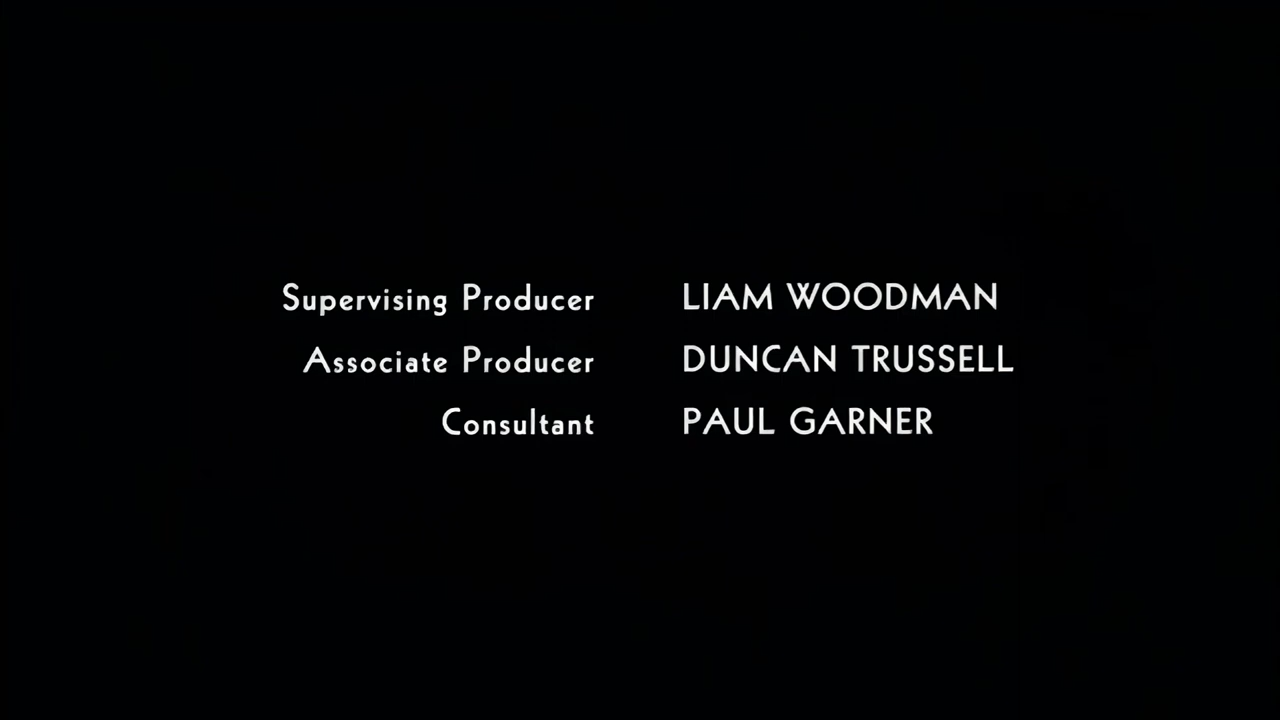 Supervising Producer LIAM WOODMAN
Associate Producer DUNCAN TRUSSELL
Consultant PAUL GARNER